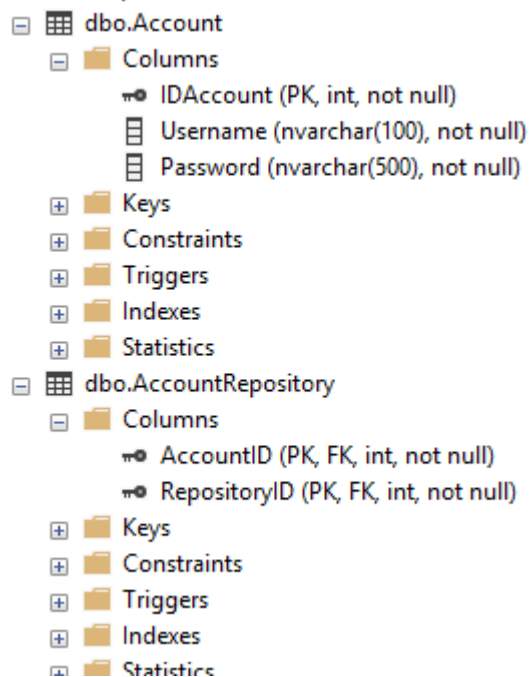 dbo.Account
Columns
IDAccount (PK, int, not null)
Username (nvarchar(100), not null)
Password (nvarchar(500), not null)
Keys
Constraints
Triggers
Indexes
Statistics
dbo.AccountRepository
Columns
AccountID (PK, FK, int, not null)
RepositoryID (PK, FK, int, not null)
Keys
Constraints
Triggers
Indexes
Statistics